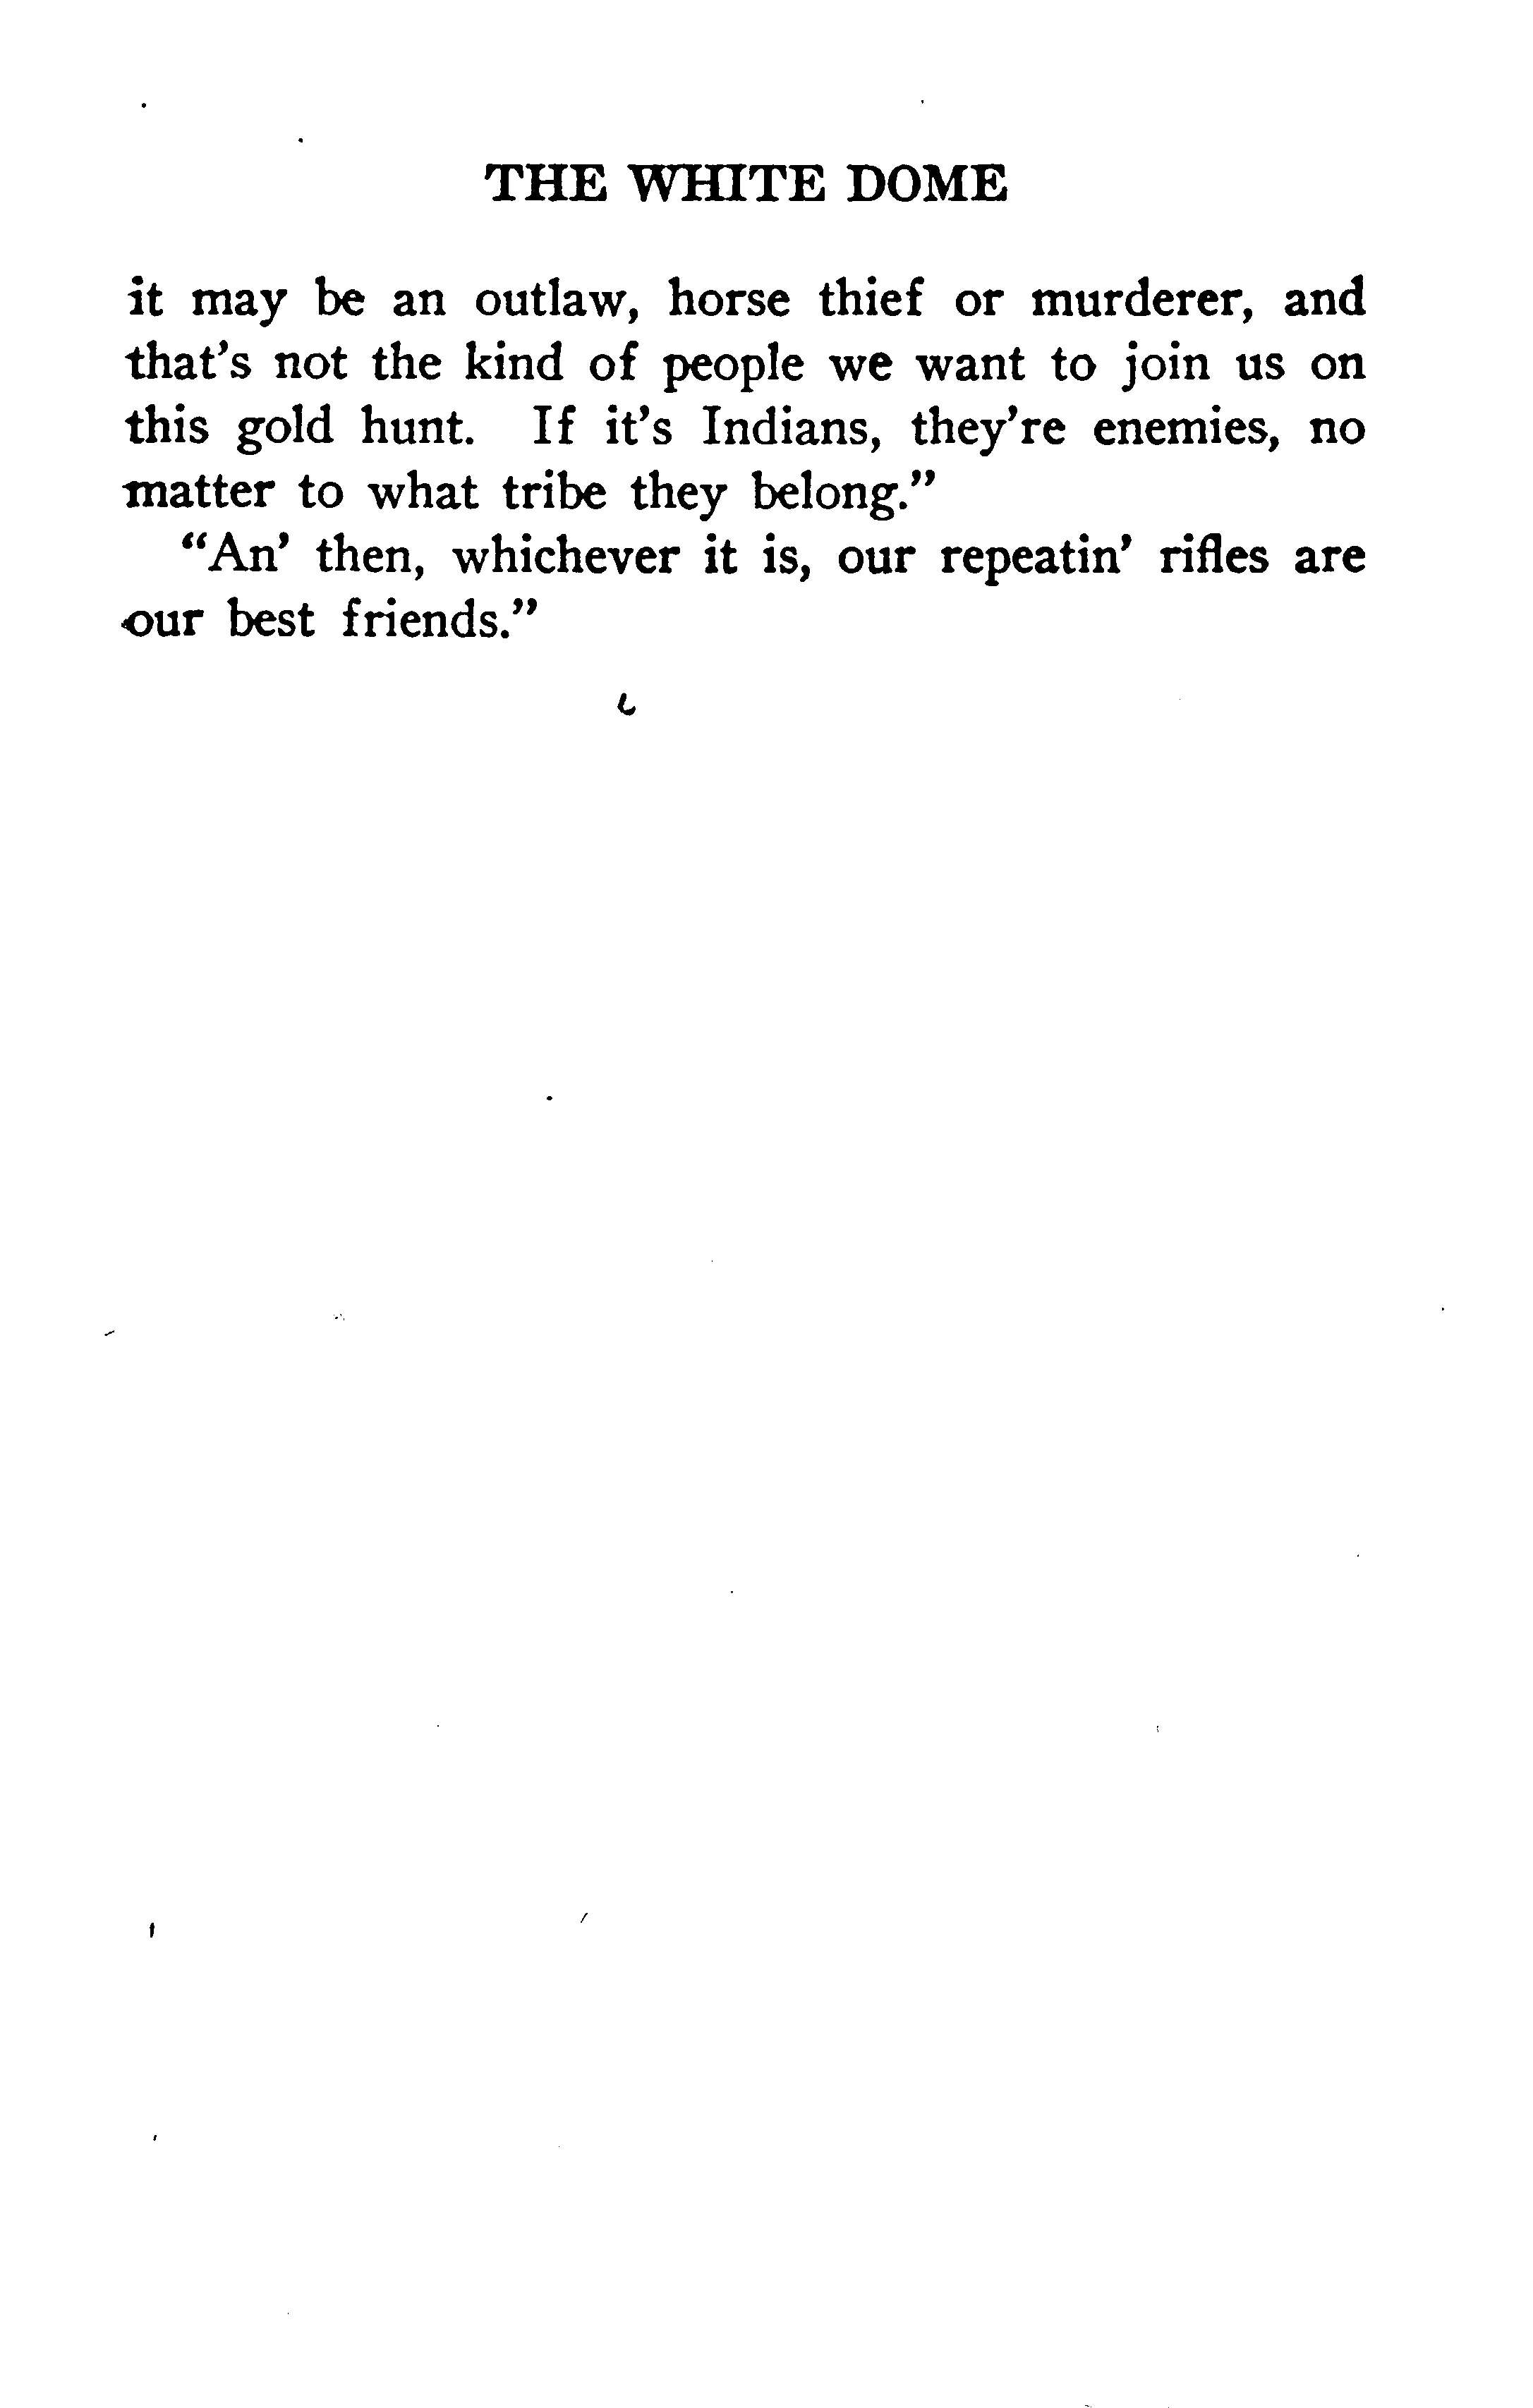 THE WHITE DOME
it may be an outlaw, horse thief or murderer, and
that's not the kind of people we want to join us on
this gold hunt. If it's Indians, they're enemies, no
matter to what tribe they belong."
"An' then, whichever it is, our repeatin' rifles are
our best friends."